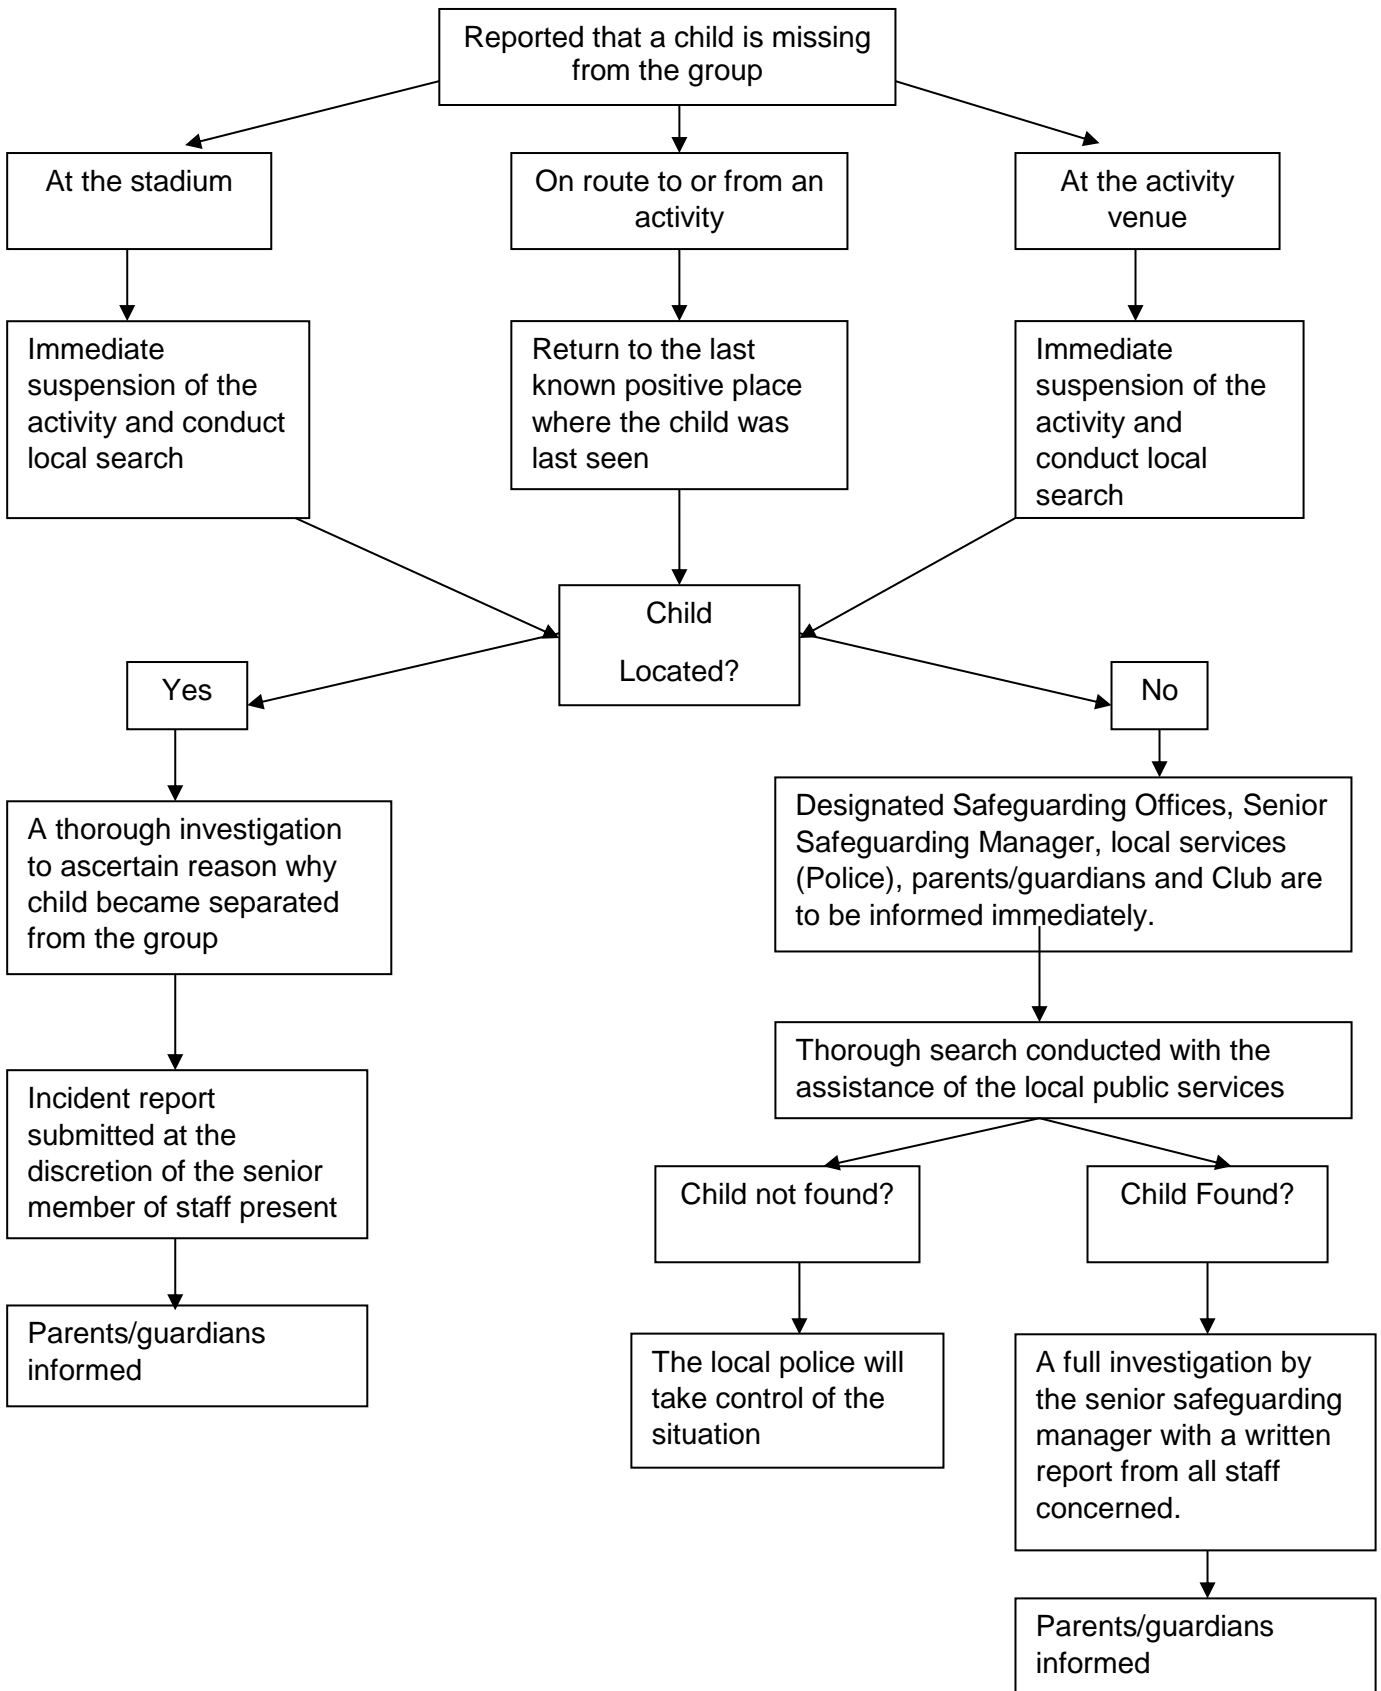 Reported that a child is missing
from the group
At the stadium
On route to or from an
activity
At the activity
venue
Immediate
suspension of the
activity and conduct
local search
Return to the last
known positive place
where the child was
last seen
Immediate
suspension of the
activity and
conduct local
search
Child
Located?
Yes
No
A thorough investigation
to ascertain reason why
child became separated
from the group
Designated Safeguarding Offices, Senior
Safeguarding Manager, local services
(Police), parents/guardians and Club are
to be informed immediately.
Incident report
submitted at the
discretion of the senior
member of staff present
Thorough search conducted with the
assistance of the local public services
Parents/guardians
informed
Child not found?
Child Found?
The local police will
take control of the
situation
A full investigation by
the senior safeguarding
manager with a written
report from all staff
concerned.
Parents/guardians
informed